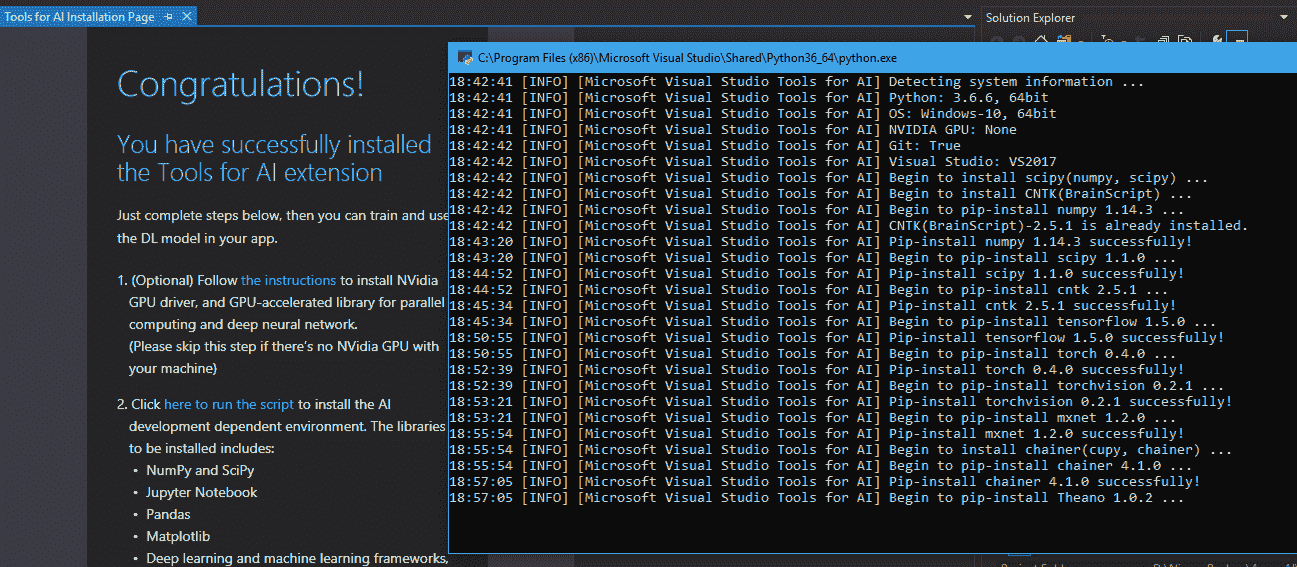 Tools for AI Installation Page
Solution Explorer
Congratulations!
You have successfully installed
the Tools for AI extension
Just complete steps below, then you can train and use
the DL model in your app.
1. (Optional) Follow the instructions to install NVidia
GPU driver, and GPU-accelerated library for parallel
computing and deep neural network.
(Please skip this step if there's no NVidia GPU with
your machine)
2. Click here to run the script to install the AI
development dependent environment. The libraries
to be installed includes:
• NumPy and SciPy
• Jupyter Notebook
• Pandas
• Matplotlib
• Deep learning and machine learning frameworks,
C:\Program Files (x86)\Microsoft Visual Studio\Shared\Python36_64\python.exe
18:42:41 [INFO] [Microsoft Visual Studio Tools for AI] Detecting system information ...
18:42:41 [INFO] [Microsoft Visual Studio Tools for AI] Python: 3.6.6, 64bit
18:42:41 [INFO] [Microsoft Visual Studio Tools for AI] OS: Windows-10, 64bit
18:42:41 [INFO] [Microsoft Visual Studio Tools for AI] NVIDIA GPU: None
18:42:42 [INFO] [Microsoft Visual Studio Tools for AI] Git: True
18:42:42 [INFO] [Microsoft Visual Studio Tools for AI] Visual Studio: VS2017
18:42:42 [INFO] [Microsoft Visual Studio Tools for AI] Begin to install scipy(numpy, scipy) ...
18:42:42 [INFO] [Microsoft Visual Studio Tools for AI] Begin to install CNTK(BrainScript) ...
18:42:42 [INFO] [Microsoft Visual Studio Tools for AI] Begin to pip-install numpy 1.14.3 ...
18:42:42 [INFO] [Microsoft Visual Studio Tools for AI] CNTK(BrainScript)-2.5.1 is already installed.
18:43:20 [INFO] [Microsoft Visual Studio Tools for AI] Pip-install numpy 1.14.3 successfully!
18:43:20 [INFO] [Microsoft Visual Studio Tools for AI] Begin to pip-install scipy 1.1.0 ...
18:44:52 [INFO] [Microsoft Visual Studio Tools for AI] Pip-install scipy 1.1.0 successfully!
18:44:52 [INFO] [Microsoft Visual Studio Tools for AI] Begin to pip-install cntk 2.5.1 ...
18:45:34 [INFO] [Microsoft Visual Studio Tools for AI] Pip-install cntk 2.5.1 successfully!
18:45:34 [INFO] [Microsoft Visual Studio Tools for AI] Begin to pip-install tensorflow 1.5.0 ...
18:50:55 [INFO] [Microsoft Visual Studio Tools for AI] Pip-install tensorflow 1.5.0 successfully!
18:50:55 [INFO] [Microsoft Visual Studio Tools for AI] Begin to pip-install torch 0.4.0 ...
18:52:39 [INFO] [Microsoft Visual Studio Tools for AI] Pip-install torch 0.4.0 successfully!
18:52:39 [INFO] [Microsoft Visual Studio Tools for AI] Begin to pip-install torchvision 0.2.1 ...
18:53:21 [INFO] [Microsoft Visual Studio Tools for AI] Pip-install torchvision 0.2.1 successfully!
18:53:21 [INFO] [Microsoft Visual Studio Tools for AI] Begin to pip-install mxnet 1.2.0 ...
18:55:54 [INFO] [Microsoft Visual Studio Tools for AI] Pip-install mxnet 1.2.0 successfully!
18:55:54 [INFO] [Microsoft Visual Studio Tools for AI] Begin to install chainer(cupy, chainer) ...
18:55:54 [INFO] [Microsoft Visual Studio Tools for AI] Begin to pip-install chainer 4.1.0 ...
18:57:05 [INFO] [Microsoft Visual Studio Tools for AI] Pip-install chainer 4.1.0 successfully!
18:57:05 [INFO] [Microsoft Visual Studio Tools for AI] Begin to pip-install Theano 1.0.2 ...